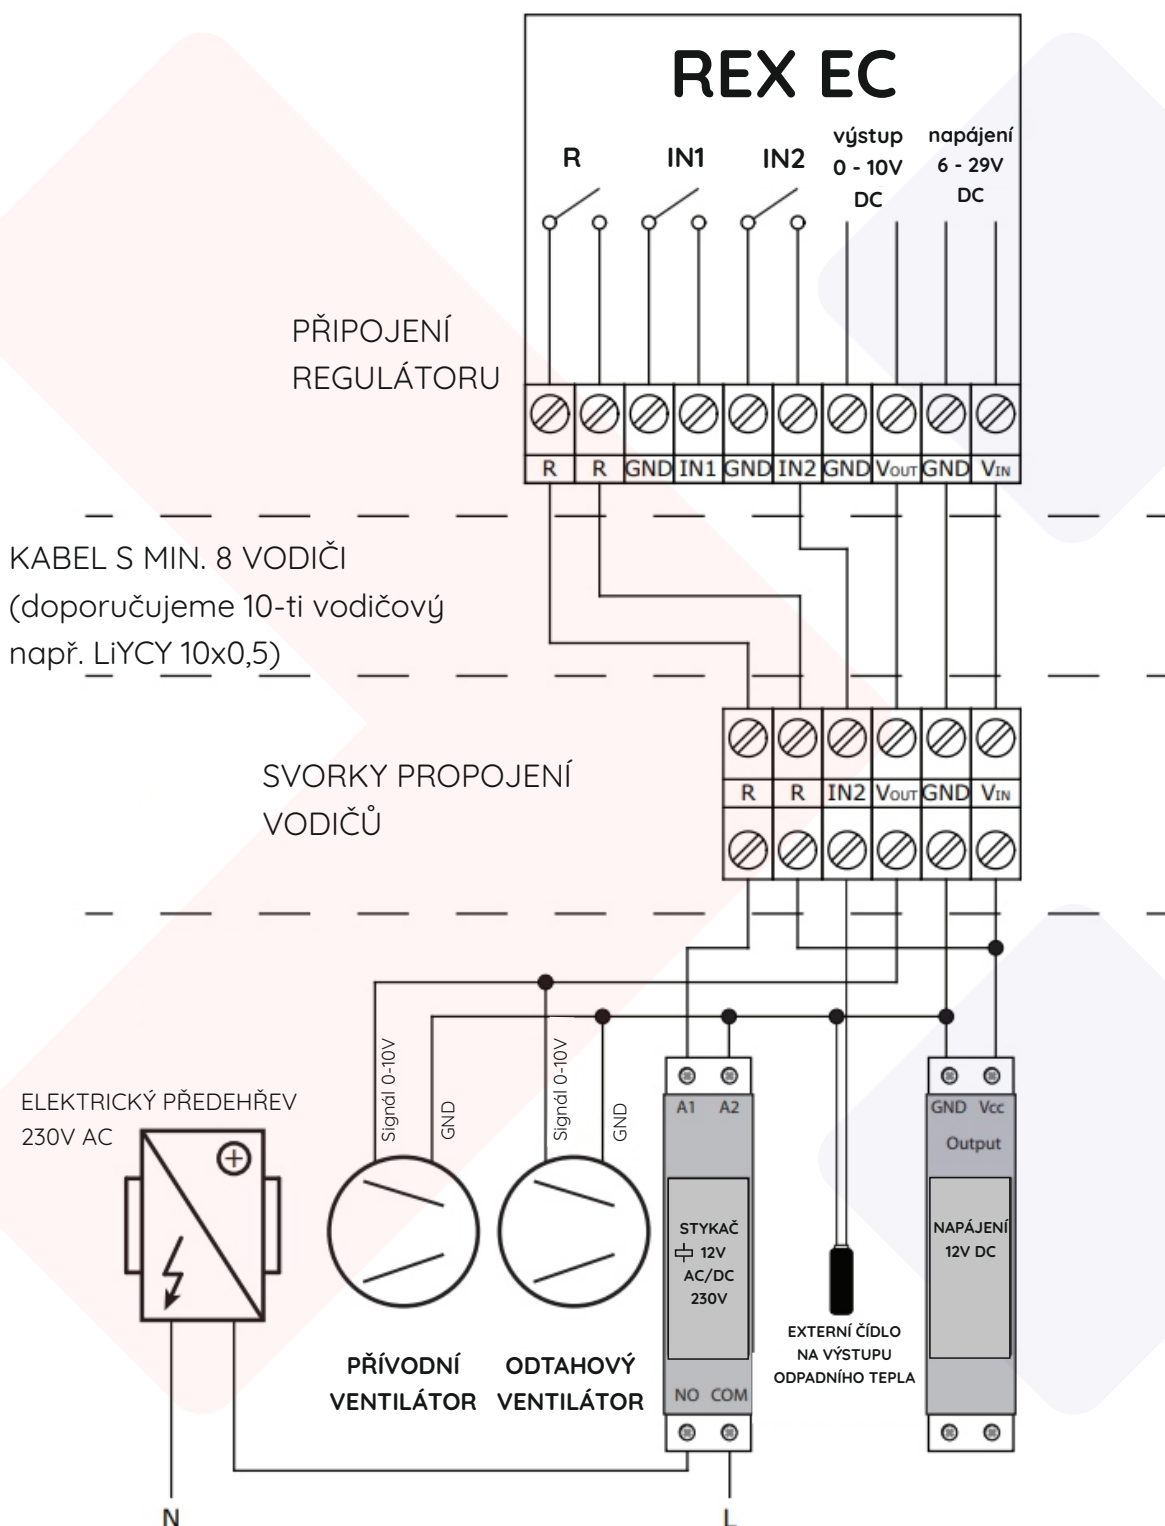 REX EC
R
IN1
IN2
výstup
0 - 10V
DC
napájení
6 - 29V
DC
PŘIPOJENÍ
REGULÁTORU
R R GND IN1 GND IN2 GND VOUT GND VIN
KABEL S MIN. 8 VODIČI
(doporučujeme 10-ti vodičový
např. LiYCY 10x0,5)
SVORKY PROPOJENÍ
VODIČŮ
R R IN2 VOUT GND VIN
Signál 0-10V
GND
Signál 0-10V
GND
ELEKTRICKÝ PŘEDEHŘEV
230V AC
A1 A2
GND Vcc
Output
STYKAČ
12V
AC/DC
230V
NAPÁJENÍ
12V DC
EXTERNÍ ČÍDLO
NA VÝSTUPU
ODPADNÍHO TEPLA
PŘÍVODNÍ
VENTILÁTOR
ODTAHOVÝ
VENTILÁTOR
NO COM
N
L